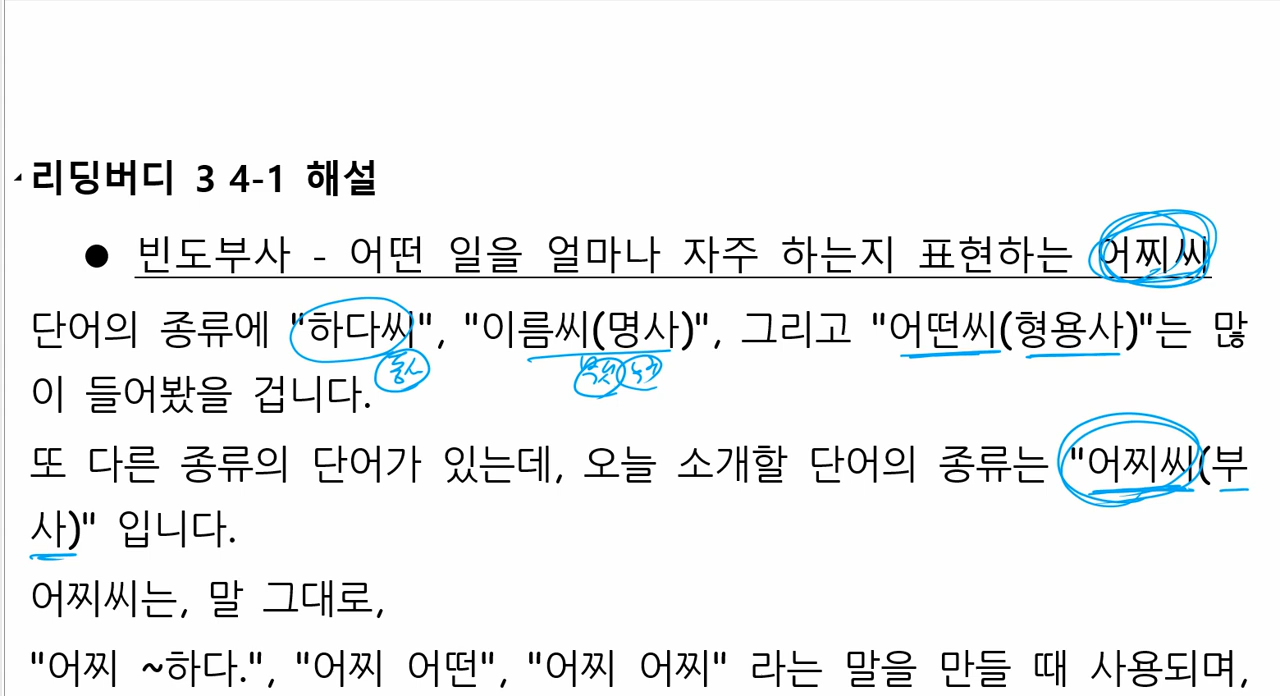 리딩버디 3 4-1 해설
● 빈도부사 - 어떤 일을 얼마나 자주 하는지 표현하는 어찌씨
단어의 종류에 "하다씨", "이름씨(명사)", 그리고 "어떤씨(형용사)"는 많
동사
이 들어봤을 겁니다.
또 다른 종류의 단어가 있는데, 오늘 소개할 단어의 종류는 "어찌씨(부
사)" 입니다.
어찌씨는, 말 그대로,
"어찌 ~하다.", "어찌 어떤", "어찌 어찌" 라는 말을 만들 때 사용되며,